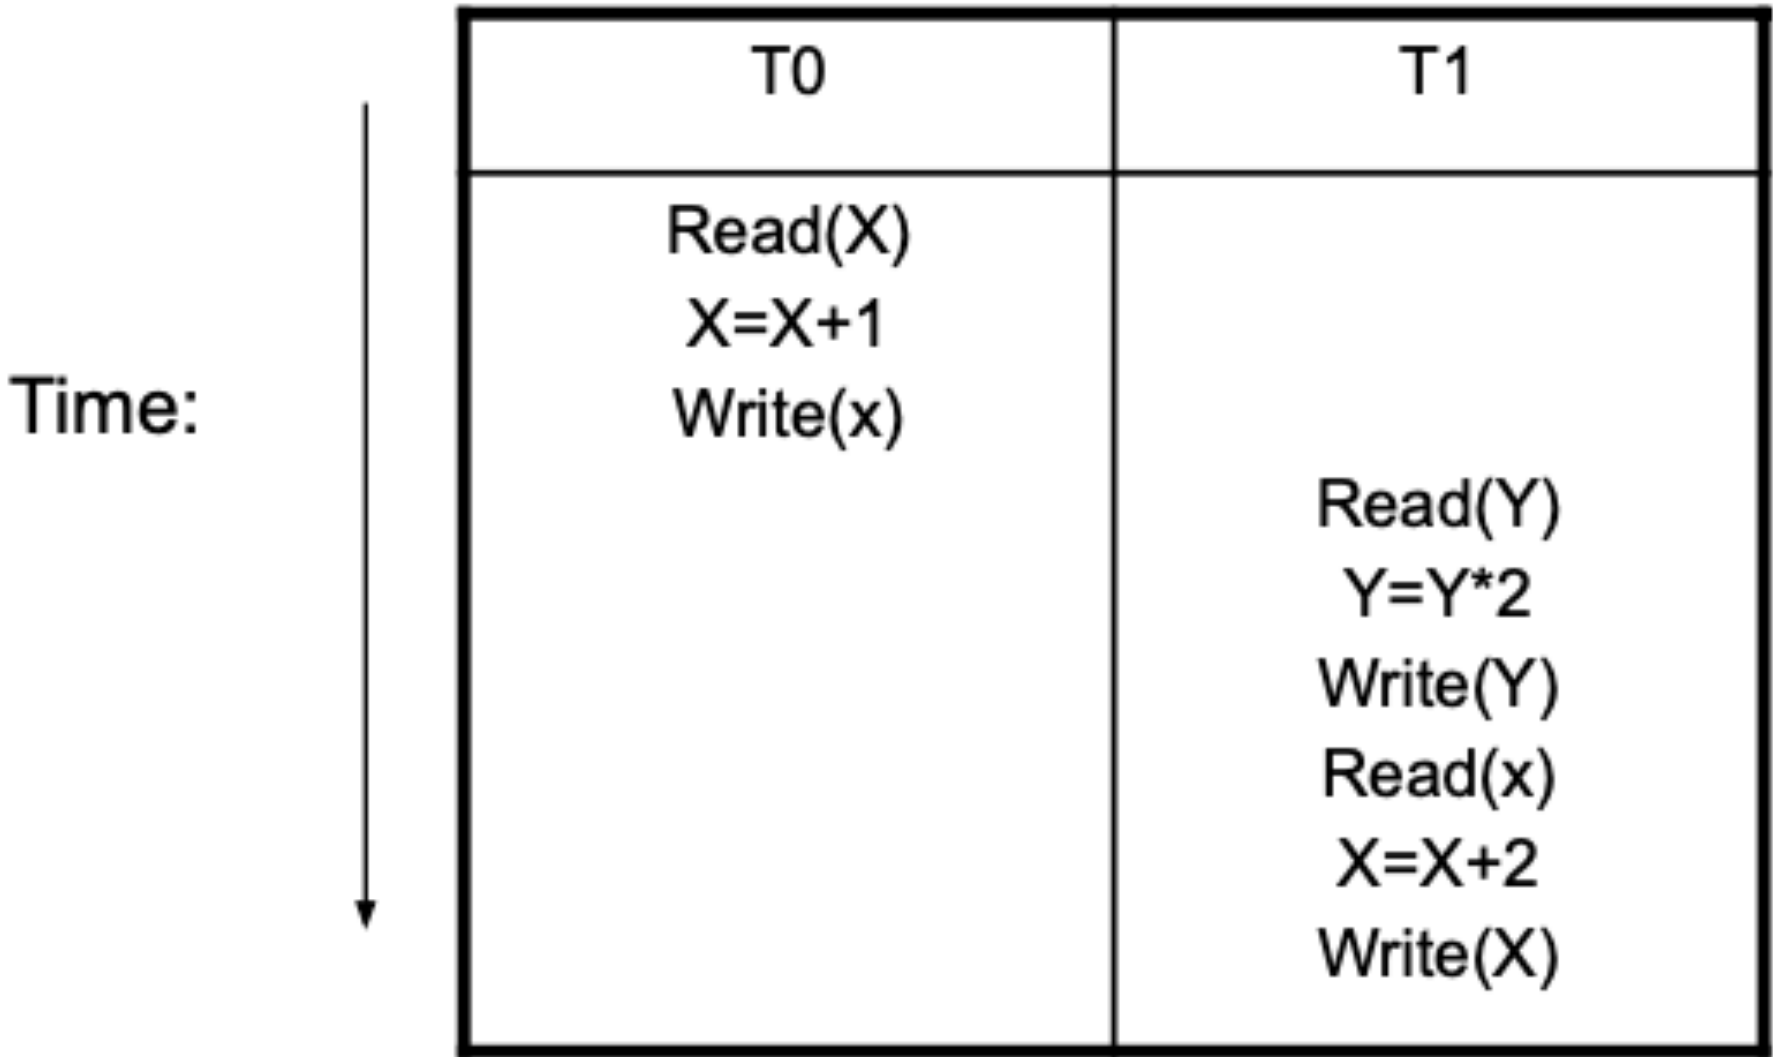 T0 T1
Read(X)
X=X+1
Write(x)
Time:
Read(Y)
Y=Y*2
Write(Y)
Read(x)
X=X+2
Write(X)